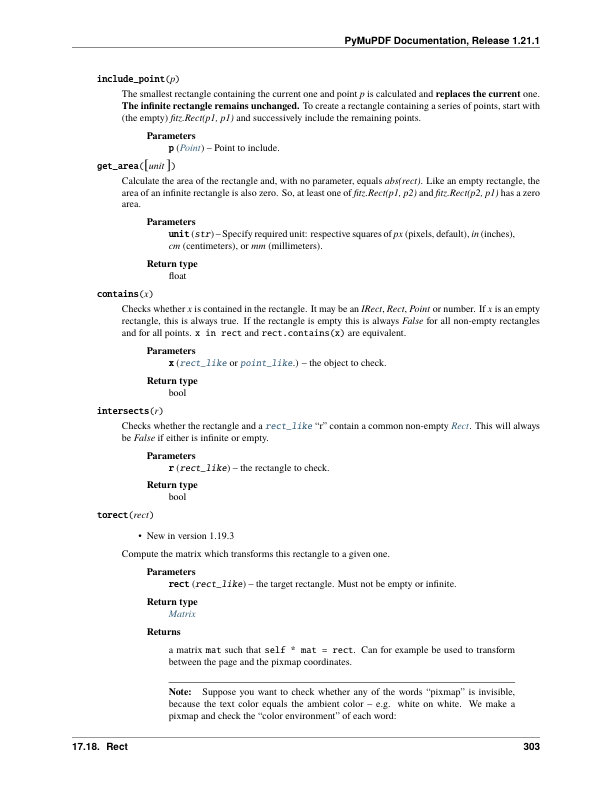 PyMuPDF Documentation, Release 1.21.1
include_point(p)
The smallest rectangle containing the current one and point p is calculated and replaces the current one.
The infinite rectangle remains unchanged. To create a rectangle containing a series of points, start with
(the empty) fitz.Rect(p1, p1) and successively include the remaining points.
Parameters
p (Point) – Point to include.
get_area([unit])
Calculate the area of the rectangle and, with no parameter, equals abs(rect). Like an empty rectangle, the
area of an infinite rectangle is also zero. So, at least one of fitz.Rect(p1, p2) and fitz.Rect(p2, p1) has a zero
area.
Parameters
unit (str) – Specify required unit: respective squares of px (pixels, default), in (inches),
cm (centimeters), or mm (millimeters).
Return type
float
contains(x)
Checks whether x is contained in the rectangle. It may be an IRect, Rect, Point or number. If x is an empty
rectangle, this is always true. If the rectangle is empty this is always False for all non-empty rectangles
and for all points. x in rect and rect.contains(x) are equivalent.
Parameters
x (rect_like or point_like.) – the object to check.
Return type
bool
intersects(r)
Checks whether the rectangle and a rect_like “r” contain a common non-empty Rect. This will always
be False if either is infinite or empty.
Parameters
r (rect_like) – the rectangle to check.
Return type
bool
torect(rect)
• New in version 1.19.3
Compute the matrix which transforms this rectangle to a given one.
Parameters
rect (rect_like) – the target rectangle. Must not be empty or infinite.
Return type
Matrix
Returns
a matrix mat such that self * mat = rect. Can for example be used to transform
between the page and the pixmap coordinates.
Note: Suppose you want to check whether any of the words “pixmap” is invisible,
because the text color equals the ambient color – e.g. white on white. We make a
pixmap and check the “color environment” of each word:
17.18. Rect 303